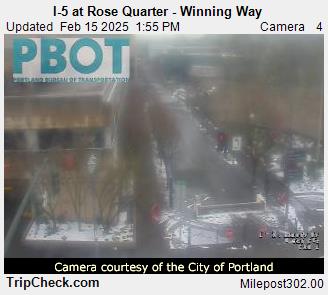 I-5 at Rose Quarter - Winning Way
Updated Feb 15 2025 1:55 PM Camera 4
PBOT
PORTLAND BUREAU OF TRANSPORTATION
Camera courtesy of the City of Portland
TripCheck.com Milepost302.00